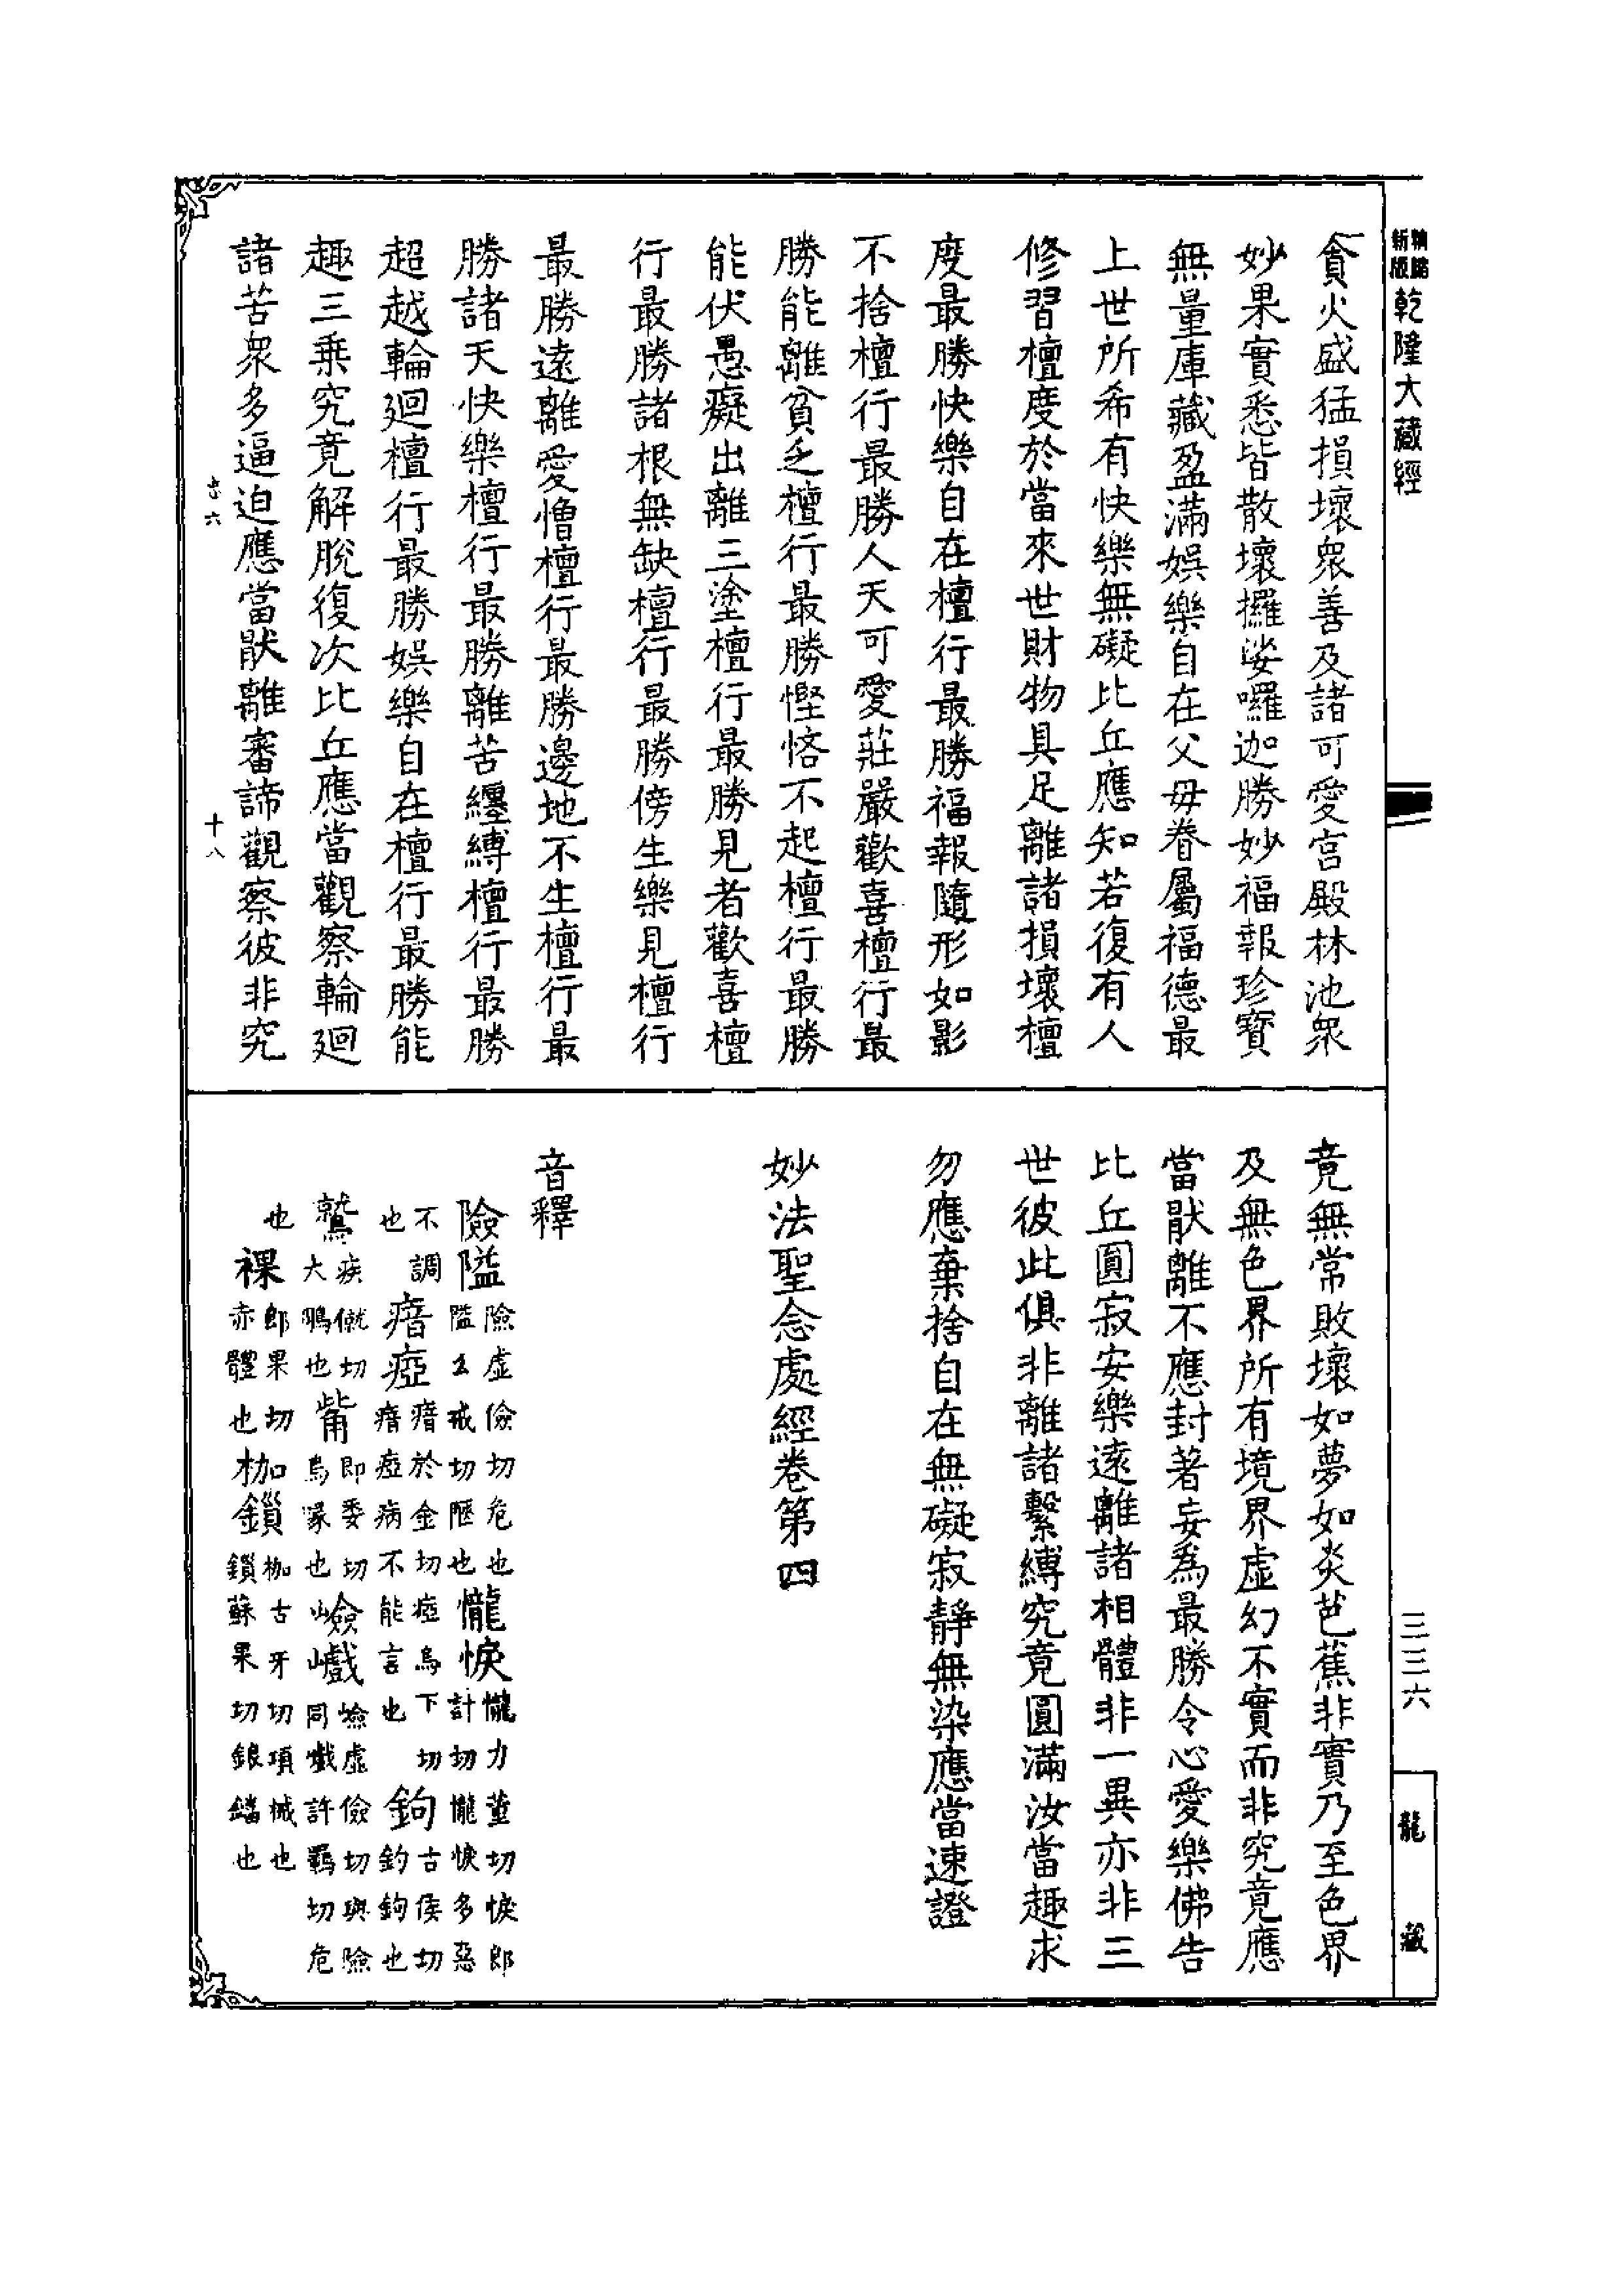 新版
乾隆大藏經
貪火盛猛損壞眾善及諸可愛宮殿林池眾
妙果實悉皆散壞攞娑囉迦勝妙福報珍寶
無量庫藏盈滿娛樂自在父母眷屬福德最
上世所希有快樂無礙比丘應知若復有人
修習檀度於當來世財物具足離諸損壞檀
度最勝快樂自在檀行最勝福報隨形如影
不捨檀行最勝人天可愛莊嚴歡喜檀行最
勝能離貧乏檀行最勝慳悋不起檀行最勝
能伏愚癡出離三塗檀行最勝見者歡喜檀
行最勝諸根無缺檀行最勝傍生樂見檀行
最勝遠離愛憎檀行最勝邊地不生檀行最
勝諸天快樂檀行最勝離苦纏縛檀行最勝
超越輪迴檀行最勝娛樂自在檀行最勝能
趣三乘究竟解脫復次比丘應當觀察輪迴
諸苦眾多逼迫應當猒離審諦觀察彼非究
十八
竟無常敗壞如夢如炎芭蕉非實乃至色界
及無色界所有境界虛幻不實而非究竟應
當猒離不應封著妄為最勝令心愛樂佛告
比丘圓寂安樂遠離諸相體非一異亦非三
世彼此俱非離諸繫縛究竟圓滿汝當趣求
勿應棄捨自在無礙寂靜無染應當速證
妙法聖念處經卷第四
音釋
險隘 險虛儉切危也隘乙戒切陿也 㦬悷 㦬力董切悷郎計切㦬悷多惡
不調也 瘖瘂 瘖於金切瘂烏下切瘖瘂病不能言也 鉤 古侯切釣鉤也
鷲 疾僦切大鵰也 觜 即委切鳥喙也 嶮巇 嶮虛儉切與險同巇許羈切危
也 裸 郎果切赤體也 枷鎖 枷古牙切項械也鎖蘇果切鋃鐺也
三三六
龍藏